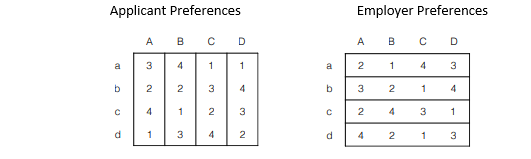 Applicant Preferences Employer Preferences
A B C D A B C D
a 3 4 1 1 a 2 1 4 3
b 2 2 3 4 b 3 2 1 4
c 4 1 2 3 c 2 4 3 1
d 1 3 4 2 d 4 2 1 3